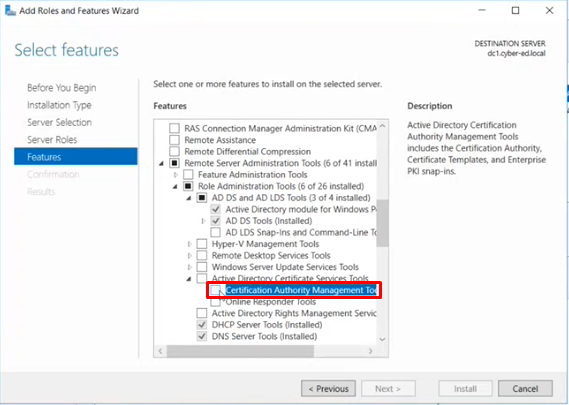 Add Roles and Features Wizard
Select features
DESTINATION SERVER
dc1.cyber-ed.local
Before You Begin
Installation Type
Server Selection
Server Roles
Features
Confirmation
Results
Select one or more features to install on the selected server.
Features
RAS Connection Manager Administration Kit (CMA
Remote Assistance
Remote Differential Compression
Remote Server Administration Tools (6 of 41 install
Feature Administration Tools
Role Administration Tools (6 of 26 installed)
AD DS and AD LDS Tools (3 of 4 installed)
Active Directory module for Windows P
AD DS Tools (Installed)
AD LDS Snap-Ins and Command-Line T
Hyper-V Management Tools
Remote Desktop Services Tools
Windows Server Update Services Tools
Active Directory Certificate Services Tools
Certification Authority Management Too
Online Responder Tools
Active Directory Rights Management Servic
DHCP Server Tools (Installed)
DNS Server Tools (Installed)
Description
Active Directory Certification
Authority Management Tools
includes the Certification Authority,
Certificate Templates, and Enterprise
PKI snap-ins.
< Previous
Next >
Install
Cancel